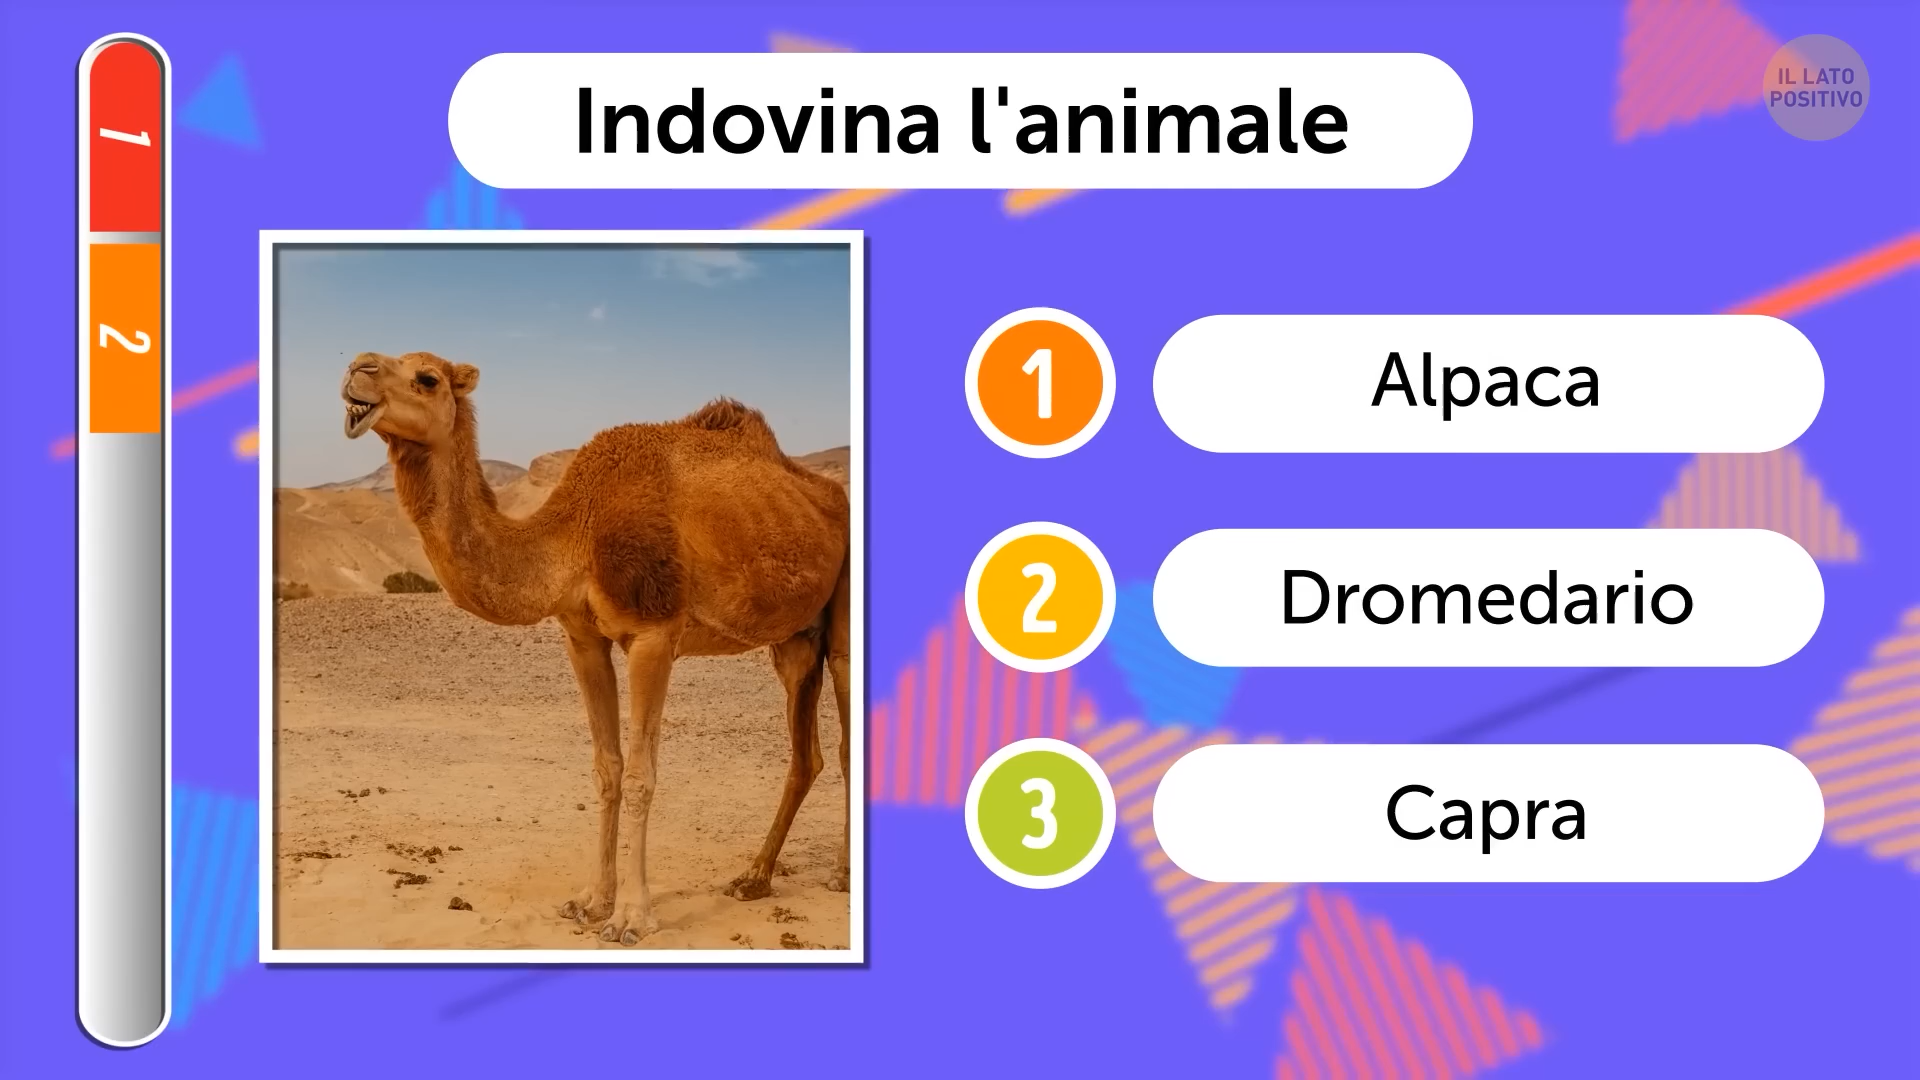 Indovina l'animale
IL LATO
POSITIVO
1
2
1
Alpaca
2
Dromedario
3
Capra